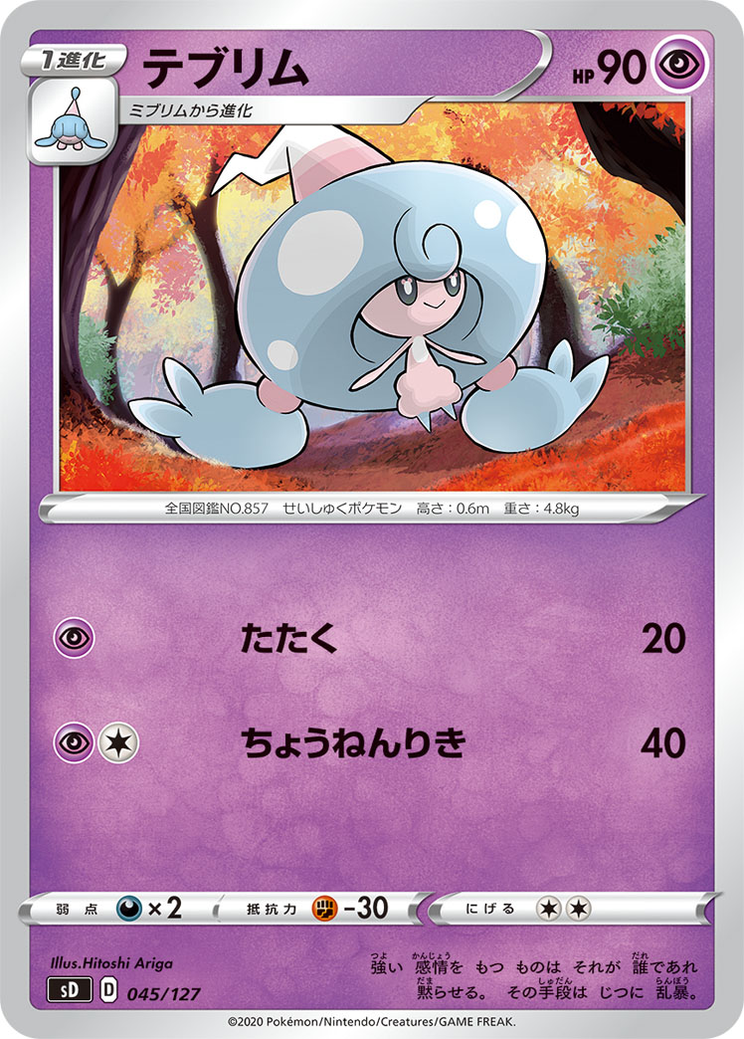 1進化
テブリム
HP90
ミブリムから進化
全国図鑑NO.857 せいしゅくポケモン 高さ:0.6m 重さ:4.8kg
たたく 20
ちょうねんりき 40
弱点 ×2 抵抗力 -30 にげる
Illus.Hitoshi Ariga
強い 感情を もつ ものは それが 誰であれ
黙らせる。 その手段は じつに 乱暴。
sD D 045/127
©2020 Pokémon/Nintendo/Creatures/GAME FREAK.